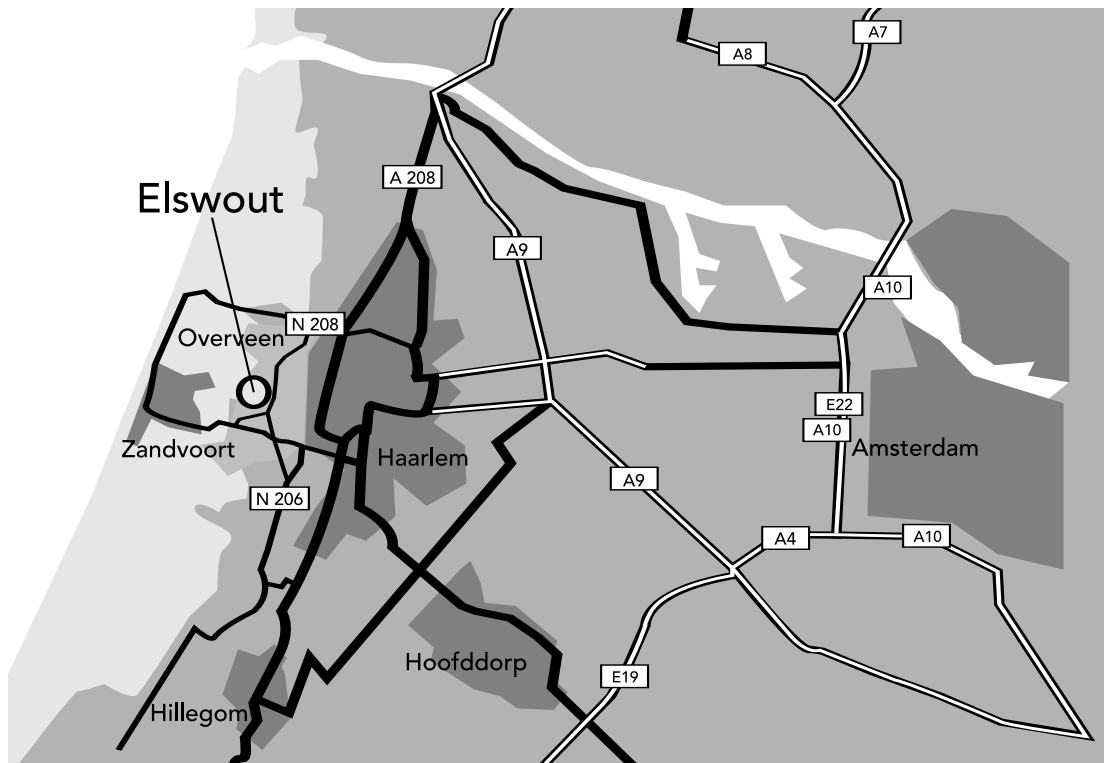 A7
A8
A 208
Elswout
A9
A10
N 208
Overveen
E22
A10
Zandvoort
Haarlem
Amsterdam
A9
N 206
A4
A10
Hoofddorp
E19
Hillegom